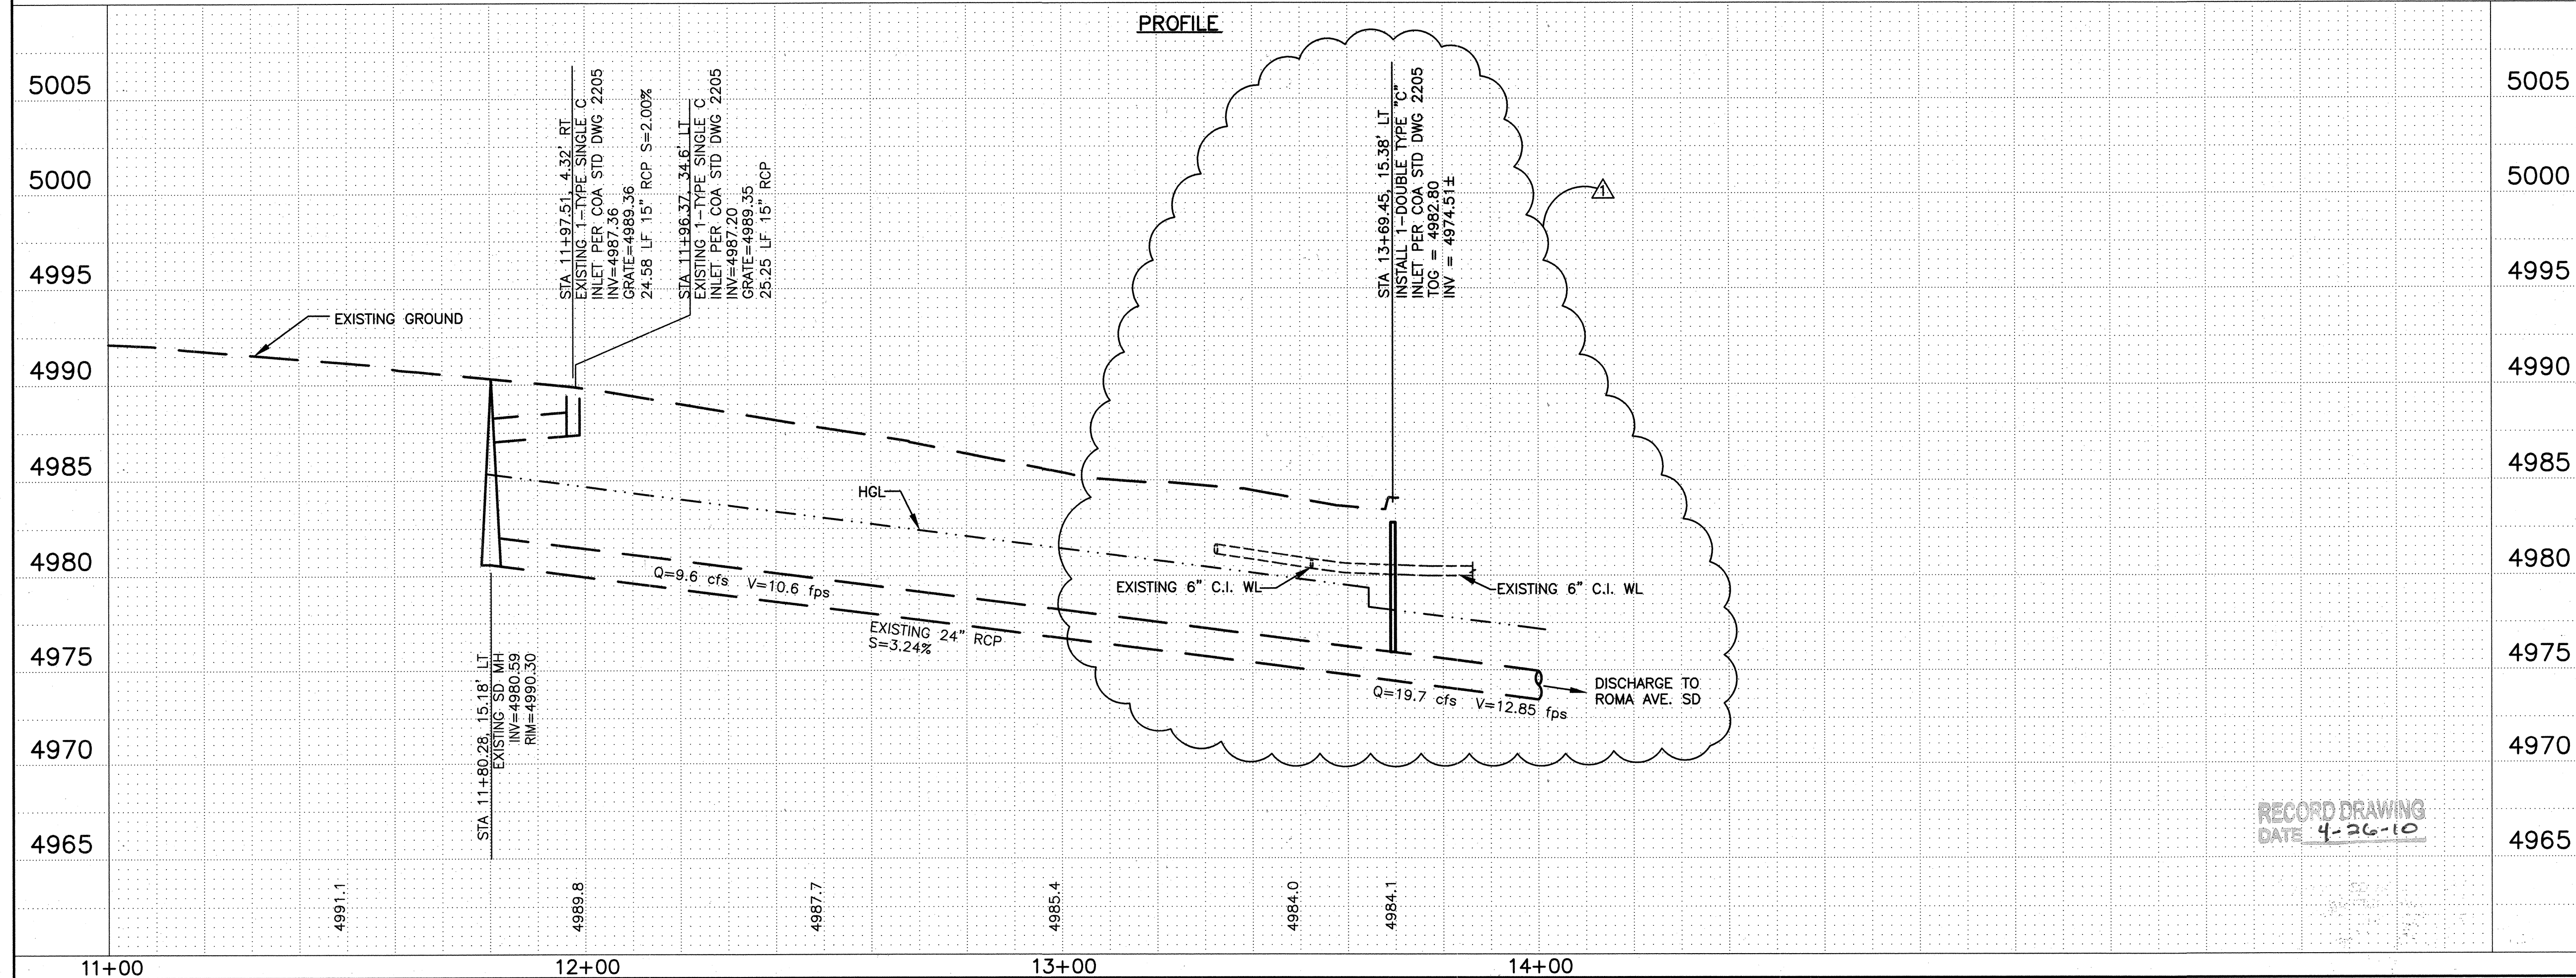 PROFILE
5005
5000
4995
4990
4985
4980
4975
4970
4965
5005
5000
4995
4990
4985
4980
4975
4970
4965
STA 11+97.51, 4.32' RT
EXISTING 1-TYPE SINGLE C
INLET PER COA STD DWG 2205
INV=4987.36
GRATE=4989.36
24.58 LF 15" RCP S=2.00%
STA 11+96.37, 34.6' LT
EXISTING 1-TYPE SINGLE C
INLET PER COA STD DWG 2205
INV=4987.20
GRATE=4989.35
25.25 LF 15" RCP
STA 13+69.45, 15.38' LT
INSTALL 1-DOUBLE TYPE "C"
INLET PER COA STD DWG 2205
TOG = 4982.80
INV = 4974.51±
1
EXISTING GROUND
HGL
EXISTING 6" C.I. WL
EXISTING 6" C.I. WL
Q=9.6 cfs V=10.6 fps
EXISTING 24" RCP
S=3.24%
Q=19.7 cfs V=12.85 fps
DISCHARGE TO
ROMA AVE. SD
STA 11+80.28, 15.18' LT
EXISTING SD MH
INV=4980.59
RIM=4990.30
RECORD DRAWING
DATE 4-26-10
4991.1
4989.8
4987.7
4985.4
4984.0
4984.1
11+00
12+00
13+00
14+00